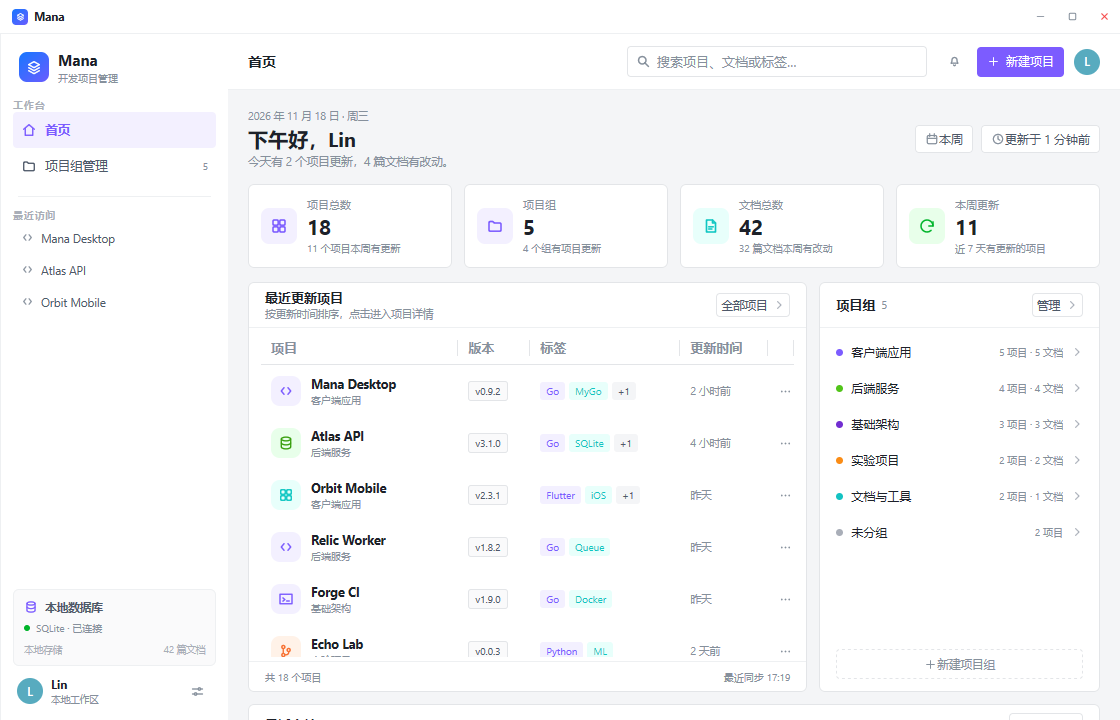 Mana
Mana
开发项目管理
工作台
首页
项目组管理 5
最近访问
Mana Desktop
Atlas API
Orbit Mobile
本地数据库
SQLite · 已连接
本地存储 42 篇文档
L
Lin
本地工作区
首页
搜索项目、文档或标签...
新建项目
L
2026 年 11 月 18 日 · 周三
下午好，Lin
今天有 2 个项目更新，4 篇文档有改动。
本周
更新于 1 分钟前
项目总数
18
11 个项目本周有更新
项目组
5
4 个组有项目更新
文档总数
42
32 篇文档本周有改动
本周更新
11
近 7 天有更新的项目
最近更新项目
按更新时间排序，点击进入项目详情
全部项目
项目 版本 标签 更新时间
Mana Desktop
客户端应用
v0.9.2 Go MyGo +1 2 小时前 ···
Atlas API
后端服务
v3.1.0 Go SQLite +1 4 小时前 ···
Orbit Mobile
客户端应用
v2.3.1 Flutter iOS +1 昨天 ···
Relic Worker
后端服务
v1.8.2 Go Queue 昨天 ···
Forge CI
基础架构
v1.9.0 Go Docker 昨天 ···
Echo Lab
v0.0.3 Python ML 2 天前 ···
共 18 个项目 最近同步 17:19
项目组 5
管理
客户端应用 5 项目 · 5 文档
后端服务 4 项目 · 4 文档
基础架构 3 项目 · 3 文档
实验项目 2 项目 · 2 文档
文档与工具 2 项目 · 1 文档
未分组 2 项目
新建项目组